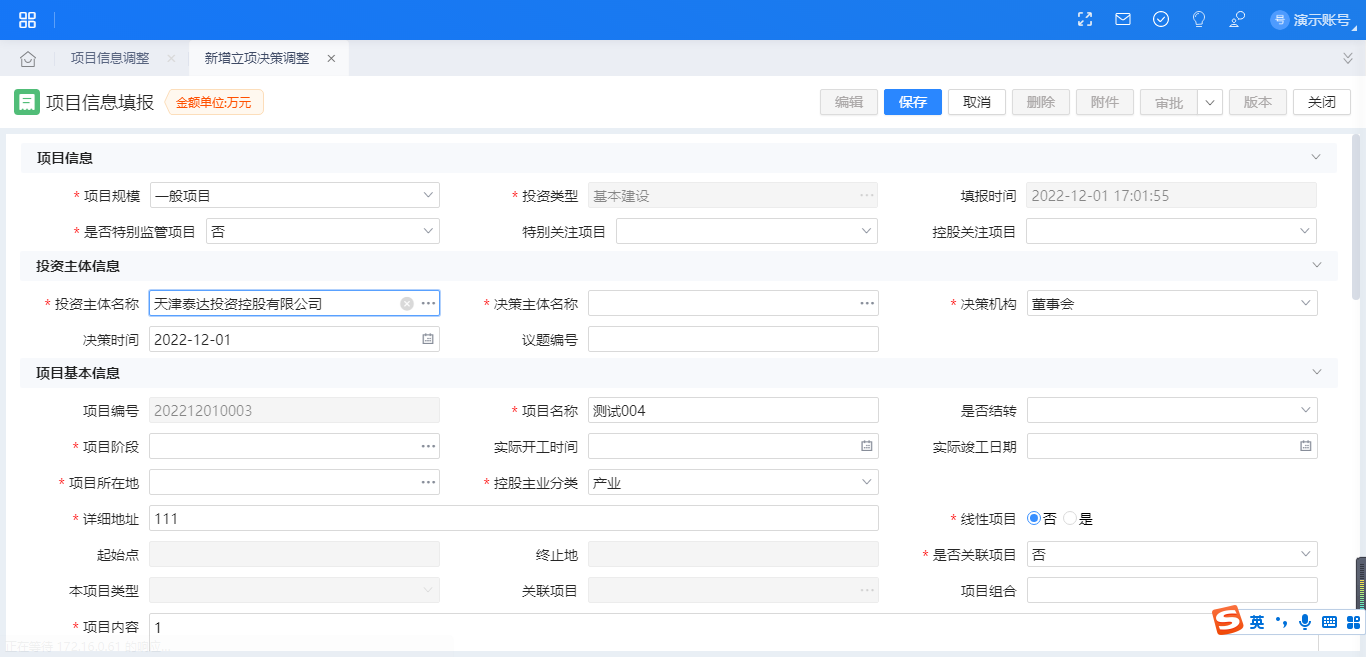 号 演示账号
项目信息调整 新增立项决策调整
项目信息填报 金额单位:万元 编辑 保存 取消 删除 附件 审批 版本 关闭
项目信息
* 项目规模 一般项目 * 投资类型 基本建设 填报时间 2022-12-01 17:01:55
* 是否特别监管项目 否 特别关注项目 控股关注项目
投资主体信息
* 投资主体名称 天津泰达投资控股有限公司 * 决策主体名称 * 决策机构 董事会
决策时间 2022-12-01 议题编号
项目基本信息
项目编号 202212010003 * 项目名称 测试004 是否结转
* 项目阶段 实际开工时间 实际竣工日期
* 项目所在地 * 控股主业分类 产业
* 详细地址 111 * 线性项目 否 是
起始点 终止地 * 是否关联项目 否
本项目类型 关联项目 项目组合
* 项目内容 1
英